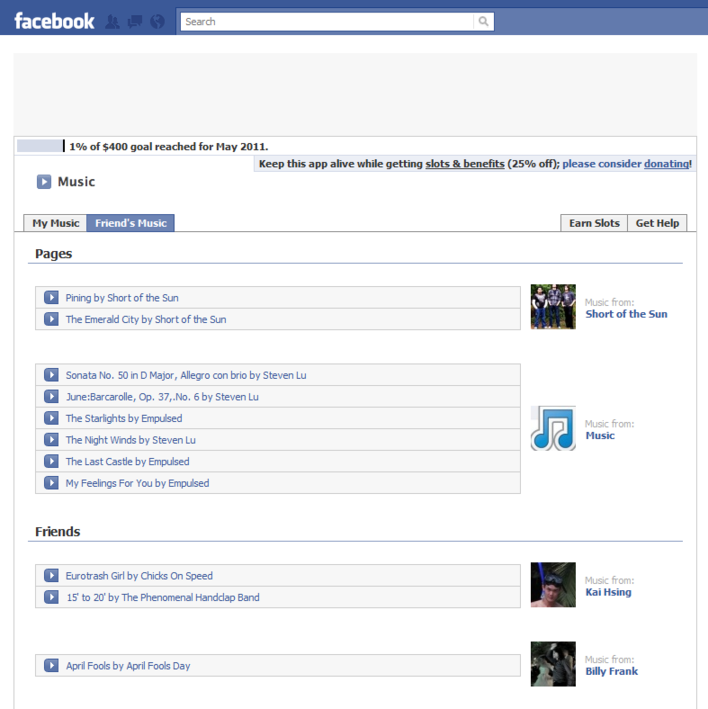 facebook
Search
1% of $400 goal reached for May 2011.
Keep this app alive while getting slots & benefits (25% off); please consider donating!
Music
My Music
Friend's Music
Earn Slots
Get Help
Pages
Pining by Short of the Sun
The Emerald City by Short of the Sun
Music from:
Short of the Sun
Sonata No. 50 in D Major, Allegro con brio by Steven Lu
June:Barcarolle, Op. 37,.No. 6 by Steven Lu
The Starlights by Empulsed
The Night Winds by Steven Lu
The Last Castle by Empulsed
My Feelings For You by Empulsed
Music from:
Music
Friends
Eurotrash Girl by Chicks On Speed
15' to 20' by The Phenomenal Handclap Band
Music from:
Kai Hsing
April Fools by April Fools Day
Music from:
Billy Frank